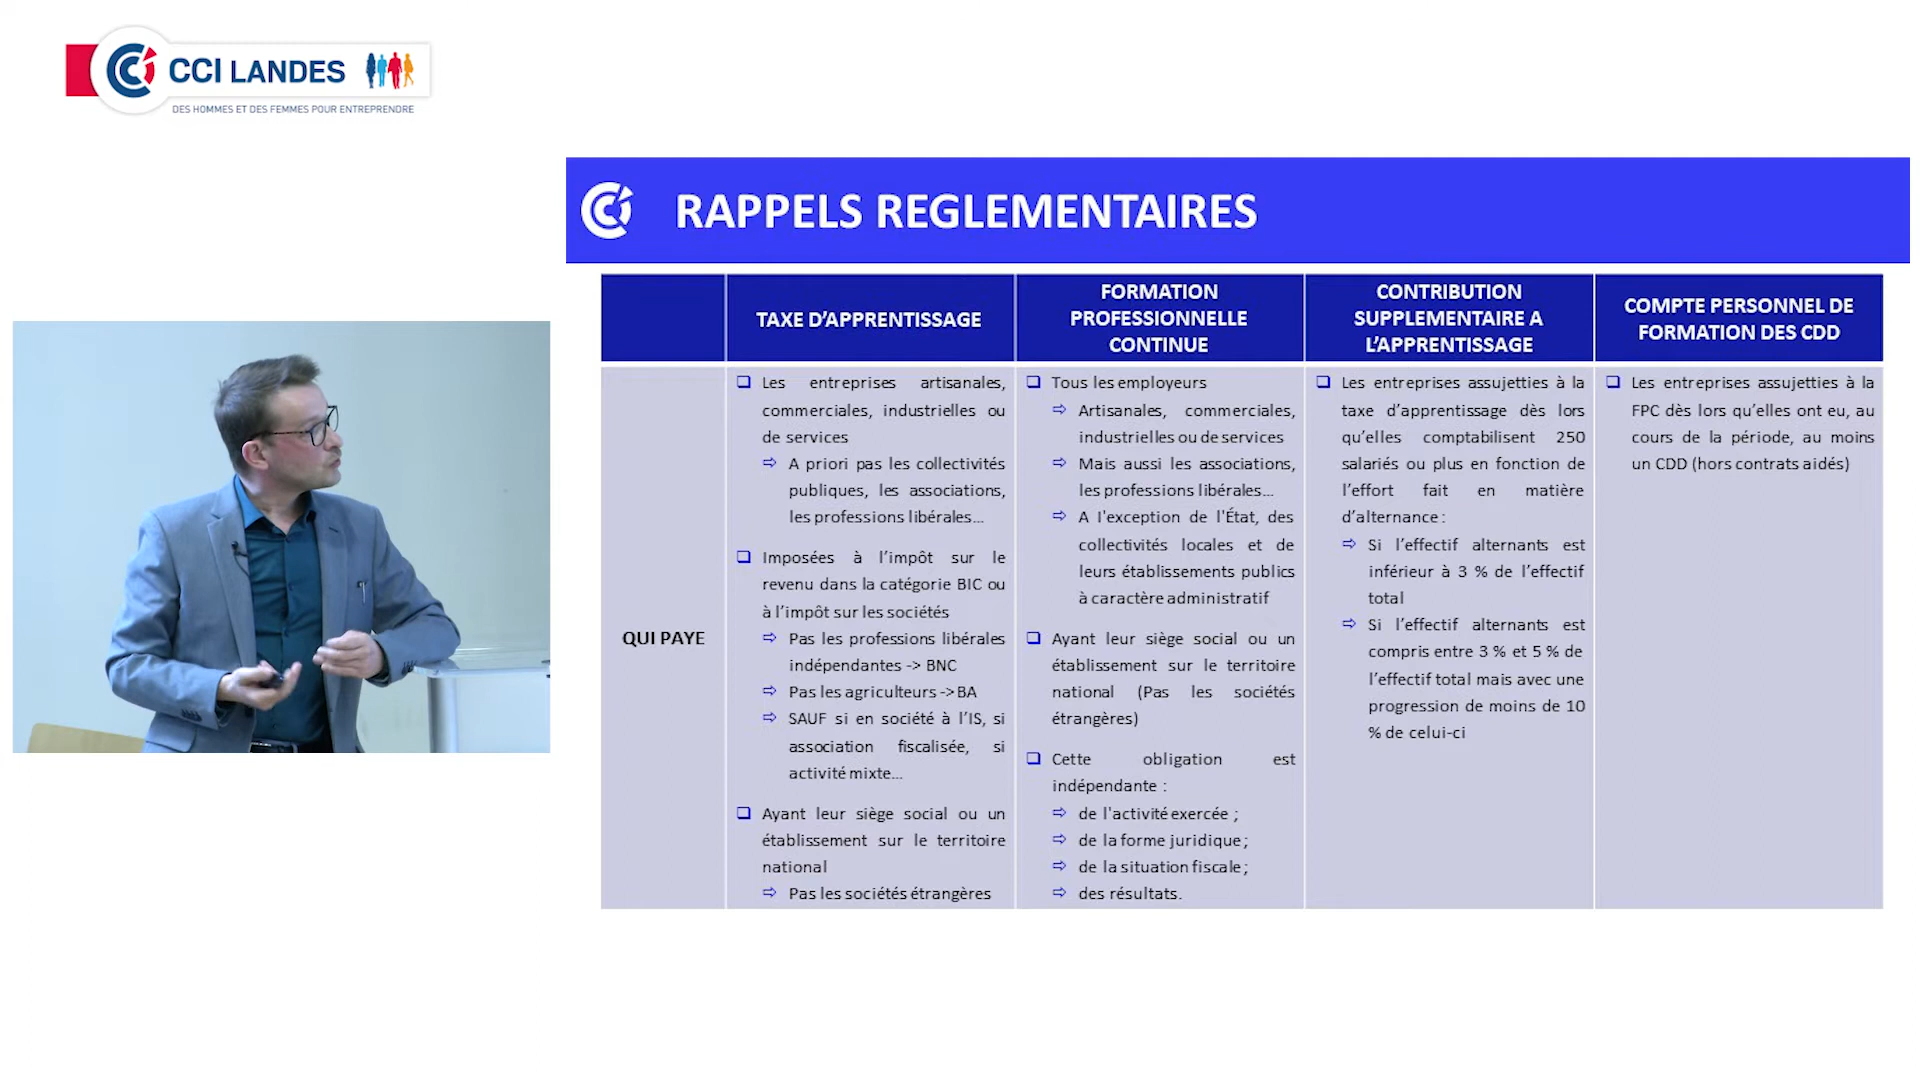 CCI LANDES
DES HOMMES ET DES FEMMES POUR ENTREPRENDRE
RAPPELS REGLEMENTAIRES
TAXE D’APPRENTISSAGE
FORMATION
PROFESSIONNELLE
CONTINUE
CONTRIBUTION
SUPPLEMENTAIRE A
L’APPRENTISSAGE
COMPTE PERSONNEL DE
FORMATION DES CDD
QUI PAYE
❑ Les entreprises artisanales,
commerciales, industrielles ou
de services
⇨ A priori pas les collectivités
publiques, les associations,
les professions libérales…
❑ Imposées à l’impôt sur le
revenu dans la catégorie BIC ou
à l’impôt sur les sociétés
⇨ Pas les professions libérales
indépendantes -> BNC
⇨ Pas les agriculteurs -> BA
⇨ SAUF si en société à l’IS, si
association fiscalisée, si
activité mixte…
❑ Ayant leur siège social ou un
établissement sur le territoire
national
⇨ Pas les sociétés étrangères
❑ Tous les employeurs
⇨ Artisanales, commerciales,
industrielles ou de services
⇨ Mais aussi les associations,
les professions libérales…
⇨ A l'exception de l'État, des
collectivités locales et de
leurs établissements publics
à caractère administratif
❑ Ayant leur siège social ou un
établissement sur le territoire
national (Pas les sociétés
étrangères)
❑ Cette obligation est
indépendante :
⇨ de l'activité exercée ;
⇨ de la forme juridique ;
⇨ de la situation fiscale ;
⇨ des résultats.
❑ Les entreprises assujetties à la
taxe d’apprentissage dès lors
qu’elles comptabilisent 250
salariés ou plus en fonction de
l’effort fait en matière
d’alternance :
⇨ Si l’effectif alternants est
inférieur à 3 % de l’effectif
total
⇨ Si l’effectif alternants est
compris entre 3 % et 5 % de
l’effectif total mais avec une
progression de moins de 10
% de celui-ci
❑ Les entreprises assujetties à la
FPC dès lors qu’elles ont eu, au
cours de la période, au moins
un CDD (hors contrats aidés)